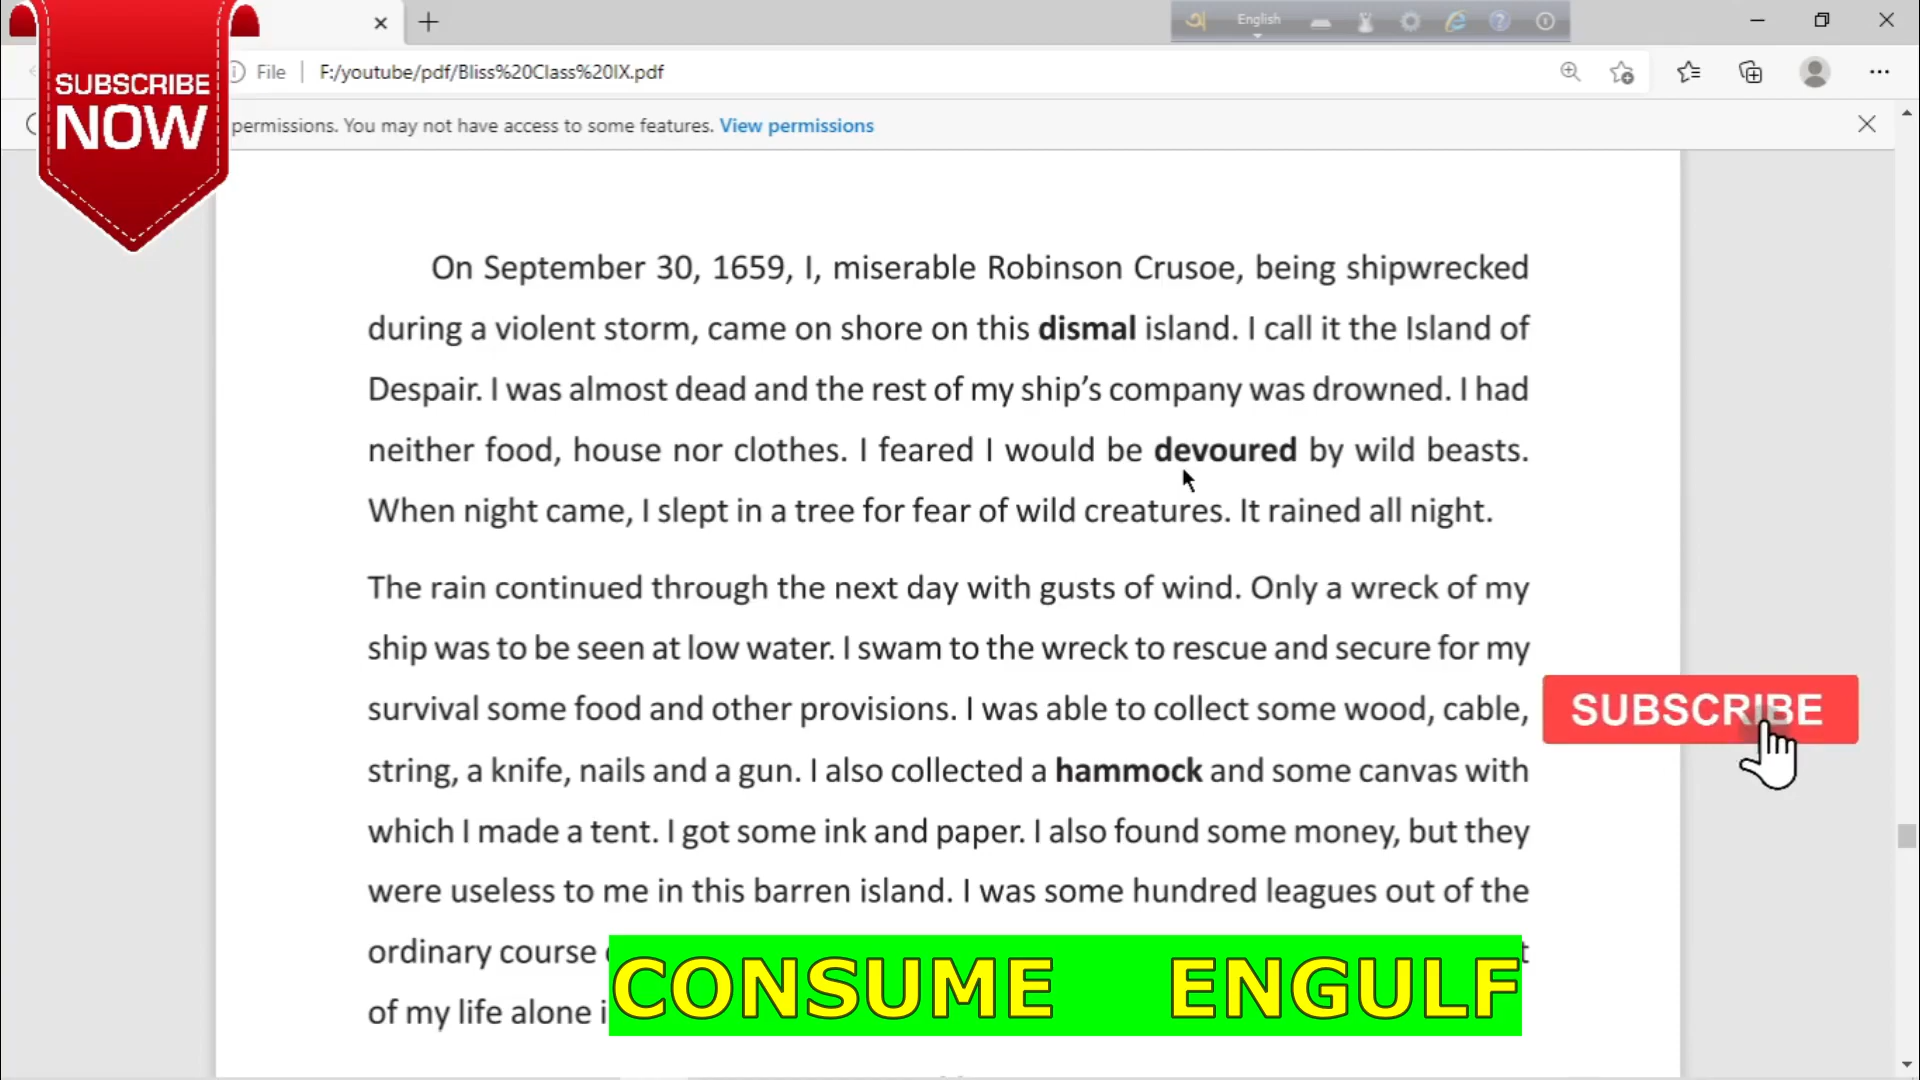 English
SUBSCRIBE
NOW
File
F:/youtube/pdf/Bliss%20Class%20IX.pdf
permissions. You may not have access to some features. View permissions
On September 30, 1659, I, miserable Robinson Crusoe, being shipwrecked
during a violent storm, came on shore on this dismal island. I call it the Island of
Despair. I was almost dead and the rest of my ship's company was drowned. I had
neither food, house nor clothes. I feared I would be devoured by wild beasts.
When night came, I slept in a tree for fear of wild creatures. It rained all night.
The rain continued through the next day with gusts of wind. Only a wreck of my
ship was to be seen at low water. I swam to the wreck to rescue and secure for my
survival some food and other provisions. I was able to collect some wood, cable,
SUBSCRIBE
string, a knife, nails and a gun. I also collected a hammock and some canvas with
which I made a tent. I got some ink and paper. I also found some money, but they
were useless to me in this barren island. I was some hundred leagues out of the
ordinary course
of my life alone
CONSUME ENGULF